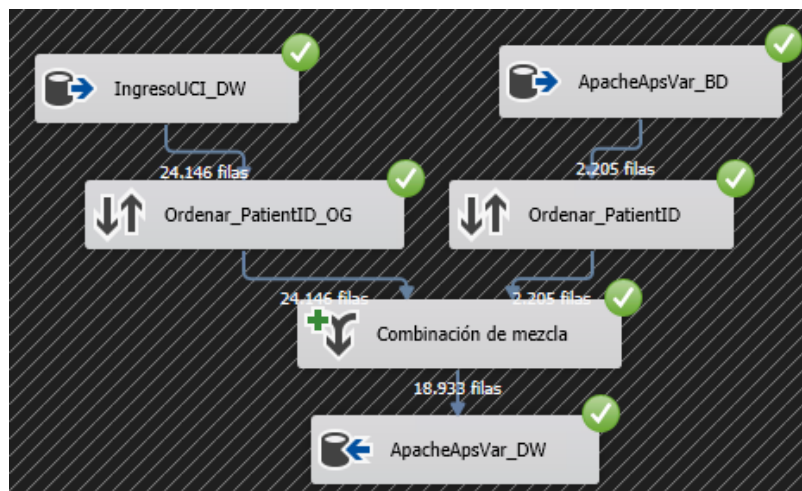 IngresoUCI_DW
ApacheApsVar_BD
24.146 filas
2.205 filas
Ordenar_PatientID_OG
Ordenar_PatientID
24.146 filas
2.205 filas
Combinación de mezcla
18.933 filas
ApacheApsVar_DW